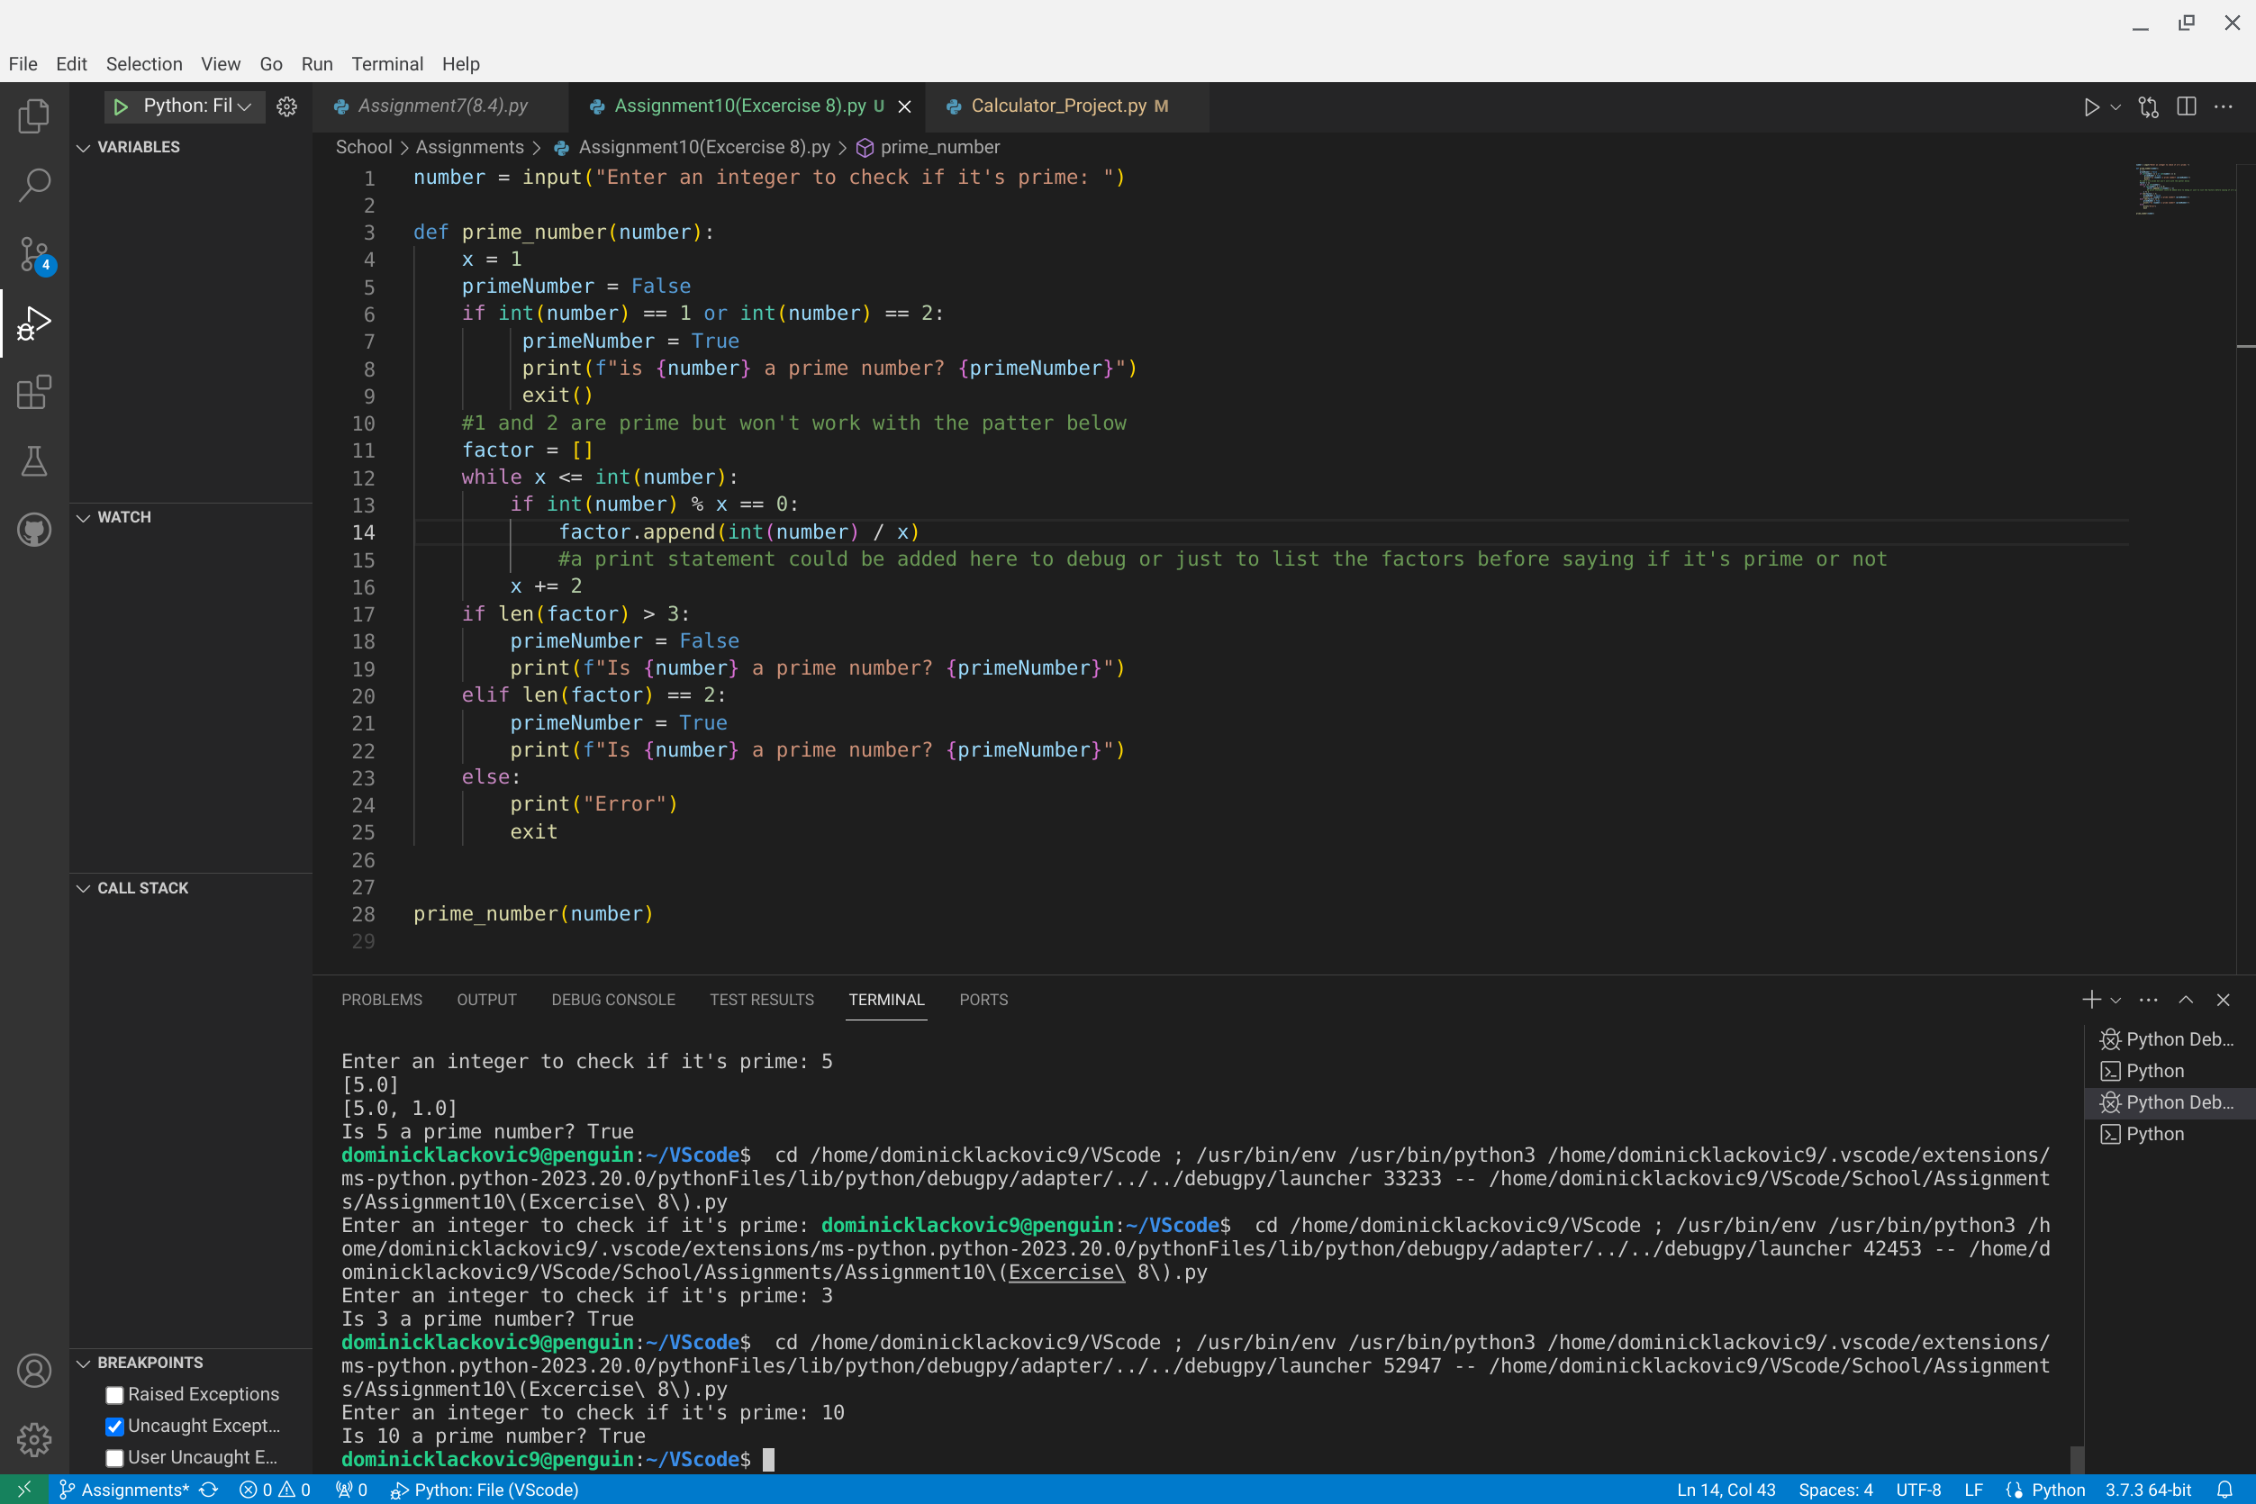 File Edit Selection View Go Run Terminal Help
Python: Fil
Assignment7(8.4).py
Assignment10(Excercise 8).py U
Calculator_Project.py M
VARIABLES
School > Assignments > Assignment10(Excercise 8).py > prime_number
4
1 number = input("Enter an integer to check if it's prime: ")
2
3 def prime_number(number):
4 x = 1
5 primeNumber = False
6 if int(number) == 1 or int(number) == 2:
7 primeNumber = True
8 print(f"is {number} a prime number? {primeNumber}")
9 exit()
10 #1 and 2 are prime but won't work with the patter below
11 factor = []
12 while x <= int(number):
13 if int(number) % x == 0:
14 factor.append(int(number) / x)
15 #a print statement could be added here to debug or just to list the factors before saying if it's prime or not
16 x += 2
17 if len(factor) > 3:
18 primeNumber = False
19 print(f"Is {number} a prime number? {primeNumber}")
20 elif len(factor) == 2:
21 primeNumber = True
22 print(f"Is {number} a prime number? {primeNumber}")
23 else:
24 print("Error")
25 exit
26
27
28 prime_number(number)
29
WATCH
CALL STACK
BREAKPOINTS
Raised Exceptions
Uncaught Except...
User Uncaught E...
PROBLEMS OUTPUT DEBUG CONSOLE TEST RESULTS TERMINAL PORTS
Enter an integer to check if it's prime: 5
[5.0]
[5.0, 1.0]
Is 5 a prime number? True
dominicklackovic9@penguin:~/VScode$ cd /home/dominicklackovic9/VScode ; /usr/bin/env /usr/bin/python3 /home/dominicklackovic9/.vscode/extensions/
ms-python.python-2023.20.0/pythonFiles/lib/python/debugpy/adapter/../../debugpy/launcher 33233 -- /home/dominicklackovic9/VScode/School/Assignment
s/Assignment10\(Excercise\ 8\).py
Enter an integer to check if it's prime: dominicklackovic9@penguin:~/VScode$ cd /home/dominicklackovic9/VScode ; /usr/bin/env /usr/bin/python3 /h
ome/dominicklackovic9/.vscode/extensions/ms-python.python-2023.20.0/pythonFiles/lib/python/debugpy/adapter/../../debugpy/launcher 42453 -- /home/d
ominicklackovic9/VScode/School/Assignments/Assignment10\(Excercise\ 8\).py
Enter an integer to check if it's prime: 3
Is 3 a prime number? True
dominicklackovic9@penguin:~/VScode$ cd /home/dominicklackovic9/VScode ; /usr/bin/env /usr/bin/python3 /home/dominicklackovic9/.vscode/extensions/
ms-python.python-2023.20.0/pythonFiles/lib/python/debugpy/adapter/../../debugpy/launcher 52947 -- /home/dominicklackovic9/VScode/School/Assignment
s/Assignment10\(Excercise\ 8\).py
Enter an integer to check if it's prime: 10
Is 10 a prime number? True
dominicklackovic9@penguin:~/VScode$
Python Deb...
Python
Python Deb...
Python
Assignments* 0 0 0 Python: File (VScode) Ln 14, Col 43 Spaces: 4 UTF-8 LF Python 3.7.3 64-bit